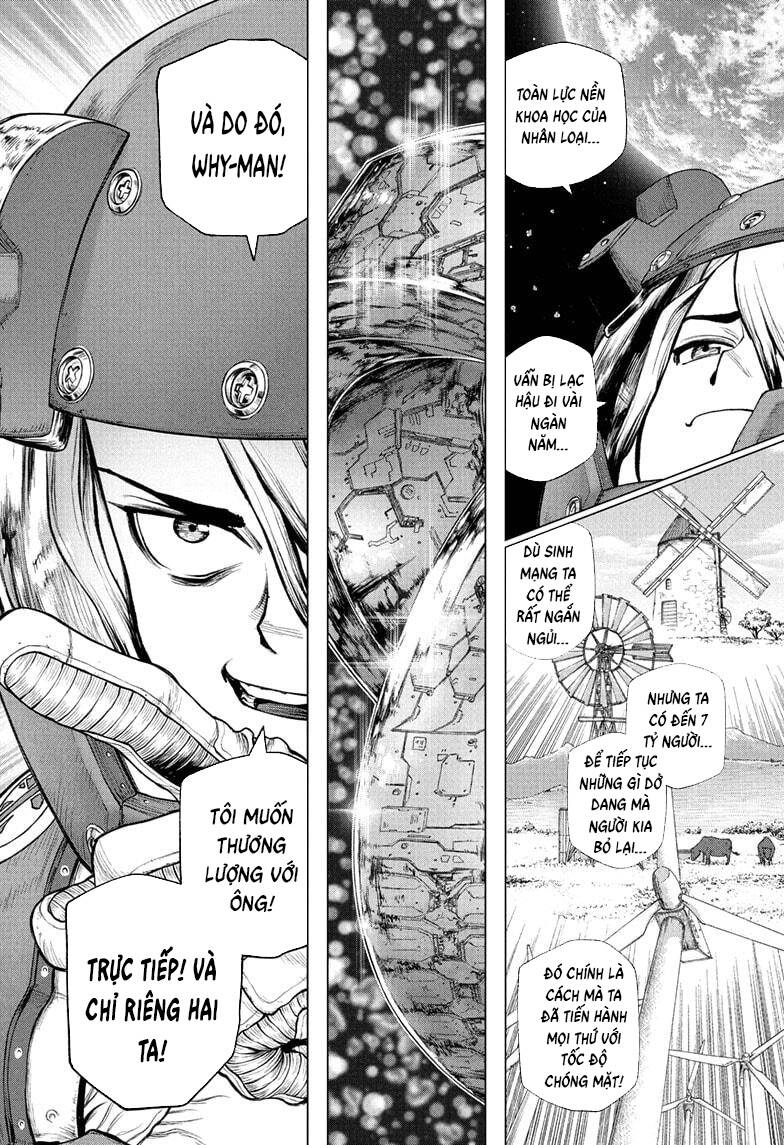 TOÀN LỰC NỀN
KHOA HỌC CỦA
NHÂN LOẠI...
VẪN BỊ LẠC
HẬU ĐI VÀI
NGÀN
NĂM...
DÙ SINH
MẠNG TA
CÓ THỂ
RẤT NGẮN
NGỦI...
NHƯNG TA
CÓ ĐẾN 7
TỶ NGƯỜI...
ĐỂ TIẾP TỤC
NHỮNG GÌ DỞ
DANG MÀ
NGƯỜI KIA
BỎ LẠI...
ĐÓ CHÍNH LÀ
CÁCH MÀ TA
ĐÃ TIẾN HÀNH
MỌI THỨ VỚI
TỐC ĐỘ
CHÓNG MẶT!
VÀ DO ĐÓ,
WHY-MAN!
TÔI MUỐN
THƯƠNG
LƯỢNG VỚI
ÔNG!
TRỰC TIẾP! VÀ
CHỈ RIÊNG HAI
TA!